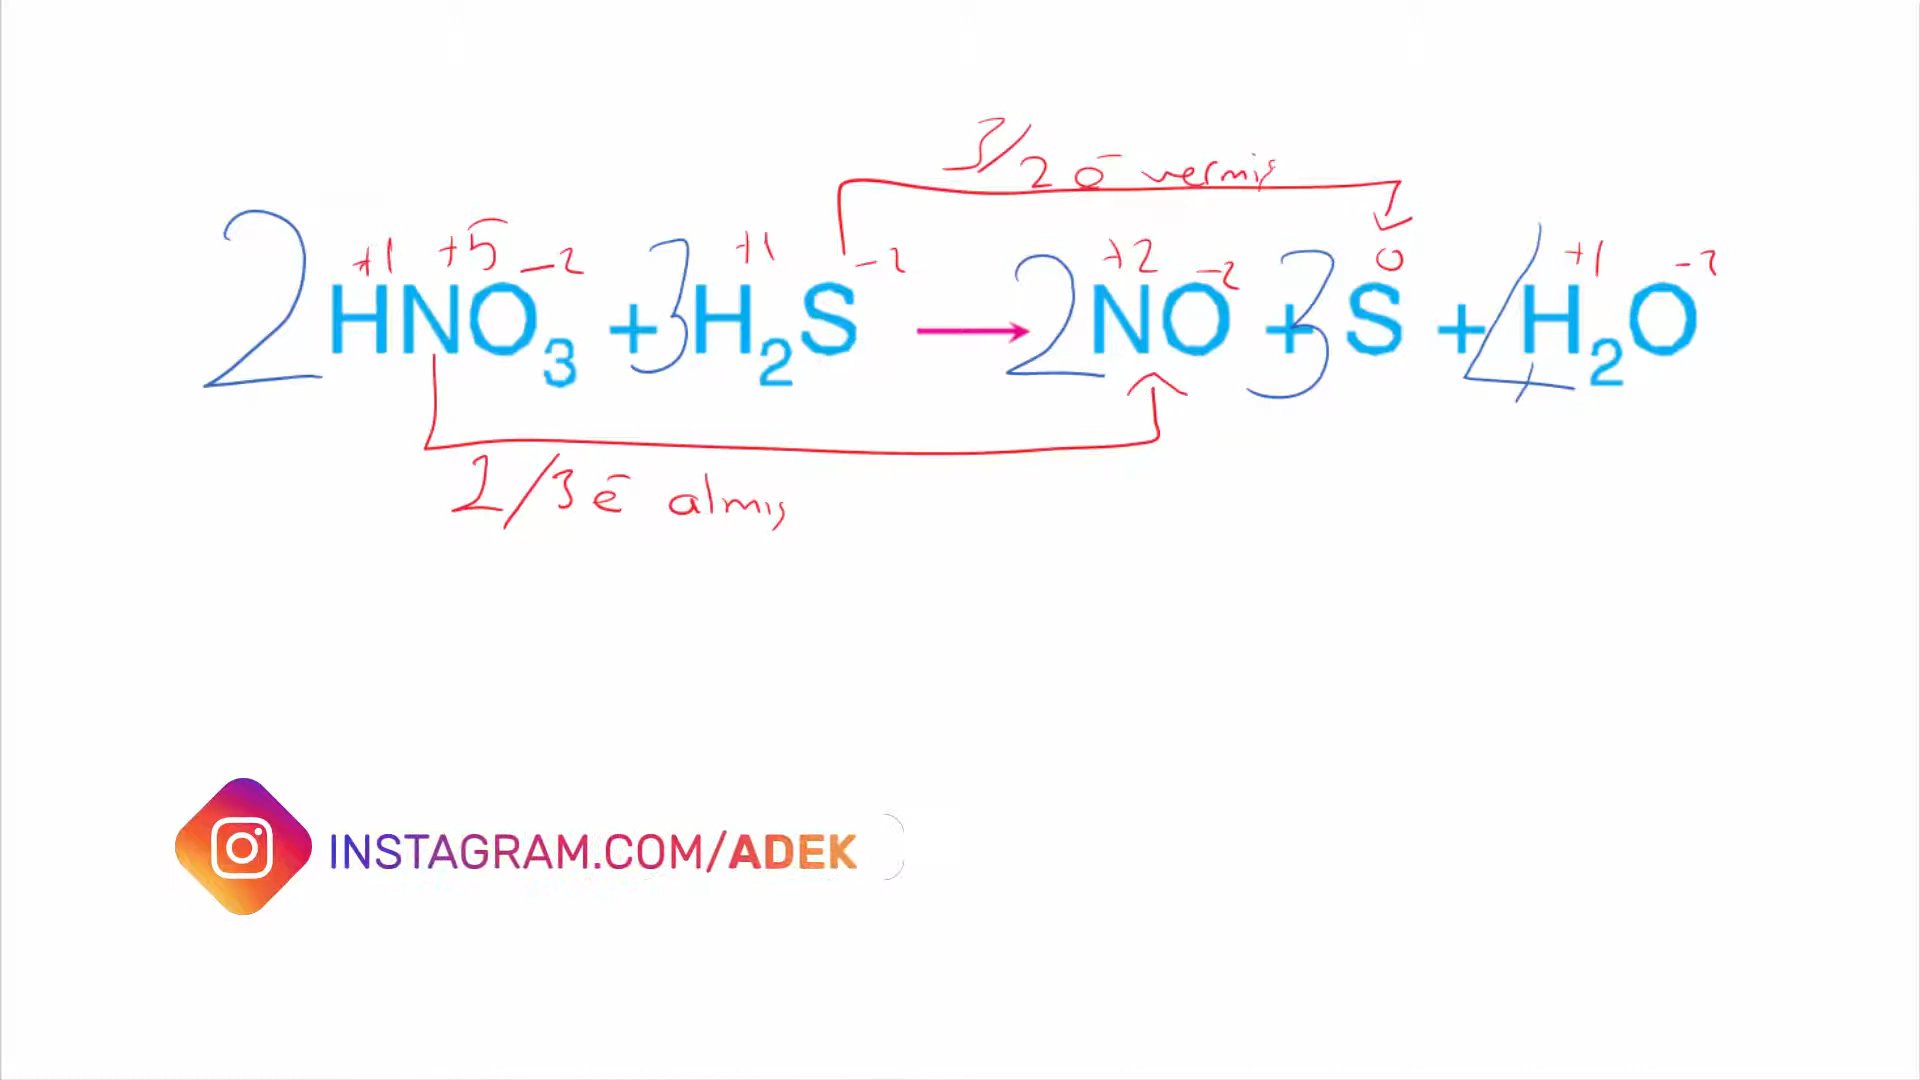 3/2 ē vermiş
+1 +5 -2 +1 -2 +2 -2 0 +1 -2
2HNO₃ + 3H₂S → 2NO + 3S + 4H₂O
2/3 ē almış
INSTAGRAM.COM/ADEK